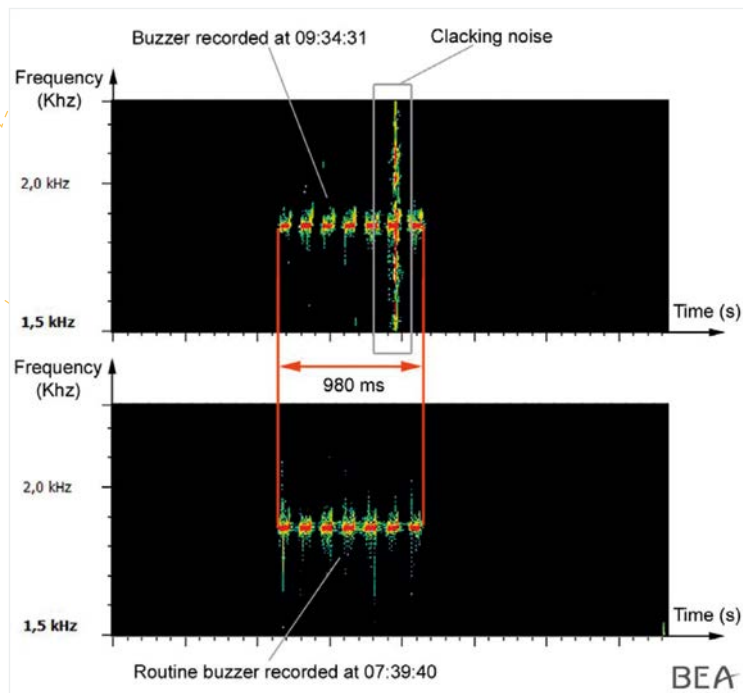 Buzzer recorded at 09:34:31
Clacking noise
Frequency
(Khz)
2,0 kHz
1,5 kHz
Time (s)
Frequency
(Khz)
980 ms
2,0 kHz
1,5 kHz
Time (s)
Routine buzzer recorded at 07:39:40
BEA